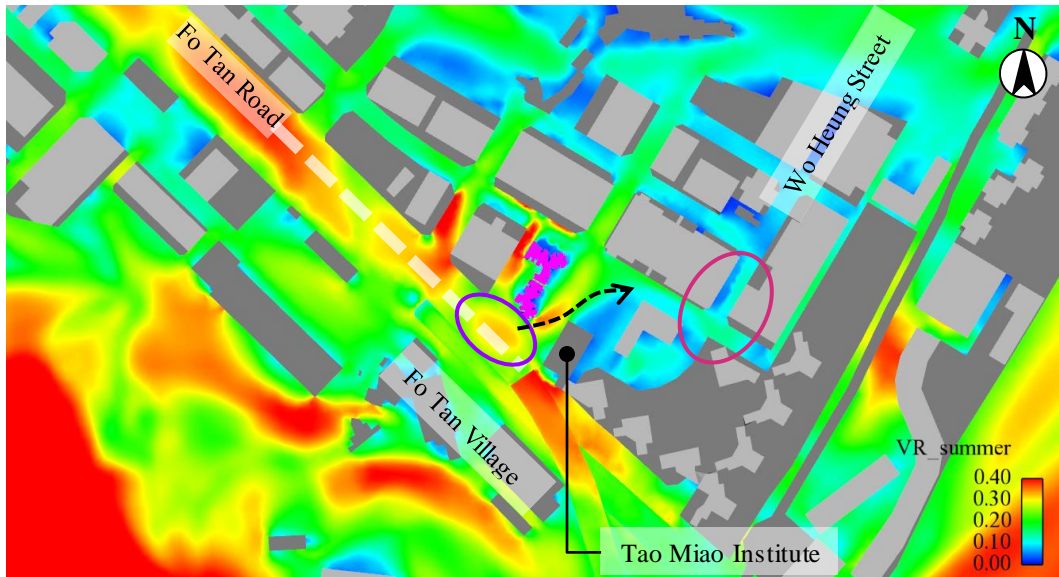 Fo Tan Road
Wo Heung Street
N
Fo Tan Village
VR_summer
0.40
0.30
0.20
0.10
0.00
Tao Miao Institute